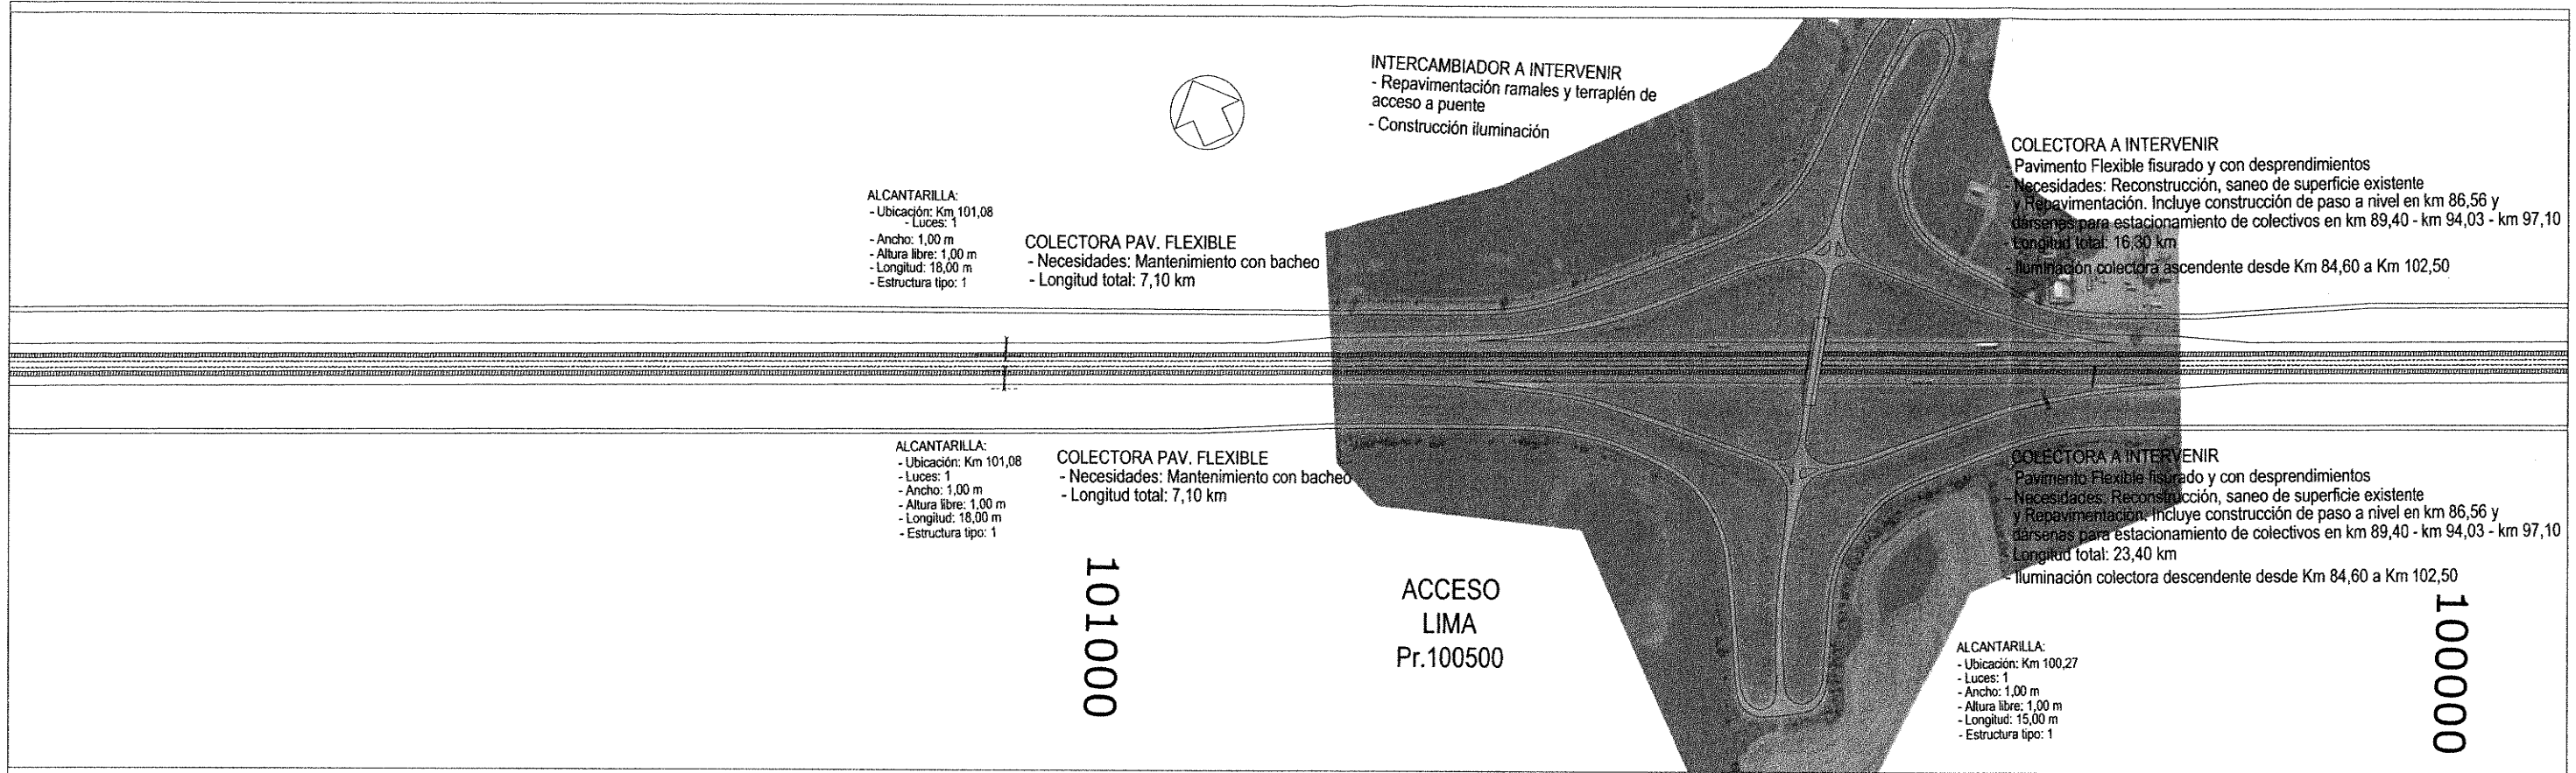 INTERCAMBIADOR A INTERVENIR
- Repavimentación ramales y terraplén de
acceso a puente
- Construcción iluminación
COLECTORA A INTERVENIR
- Pavimento Flexible fisurado y con desprendimientos
- Necesidades: Reconstrucción, saneo de superficie existente
y Repavimentación. Incluye construcción de paso a nivel en km 86,56 y
dársenas para estacionamiento de colectivos en km 89,40 - km 94,03 - km 97,10
- Longitud total: 16,30 km
- Iluminación colectora ascendente desde Km 84,60 a Km 102,50
ALCANTARILLA:
- Ubicación: Km 101,08
- Luces: 1
- Ancho: 1,00 m
- Altura libre: 1,00 m
- Longitud: 18,00 m
- Estructura tipo: 1
COLECTORA PAV. FLEXIBLE
- Necesidades: Mantenimiento con bacheo
- Longitud total: 7,10 km
ALCANTARILLA:
- Ubicación: Km 101,08
- Luces: 1
- Ancho: 1,00 m
- Altura libre: 1,00 m
- Longitud: 18,00 m
- Estructura tipo: 1
COLECTORA PAV. FLEXIBLE
- Necesidades: Mantenimiento con bacheo
- Longitud total: 7,10 km
COLECTORA A INTERVENIR
- Pavimento Flexible fisurado y con desprendimientos
- Necesidades: Reconstrucción, saneo de superficie existente
y Repavimentación. Incluye construcción de paso a nivel en km 86,56 y
dársenas para estacionamiento de colectivos en km 89,40 - km 94,03 - km 97,10
- Longitud total: 23,40 km
- Iluminación colectora descendente desde Km 84,60 a Km 102,50
101000
ACCESO
LIMA
Pr.100500
ALCANTARILLA:
- Ubicación: Km 100,27
- Luces: 1
- Ancho: 1,00 m
- Altura libre: 1,00 m
- Longitud: 15,00 m
- Estructura tipo: 1
100000